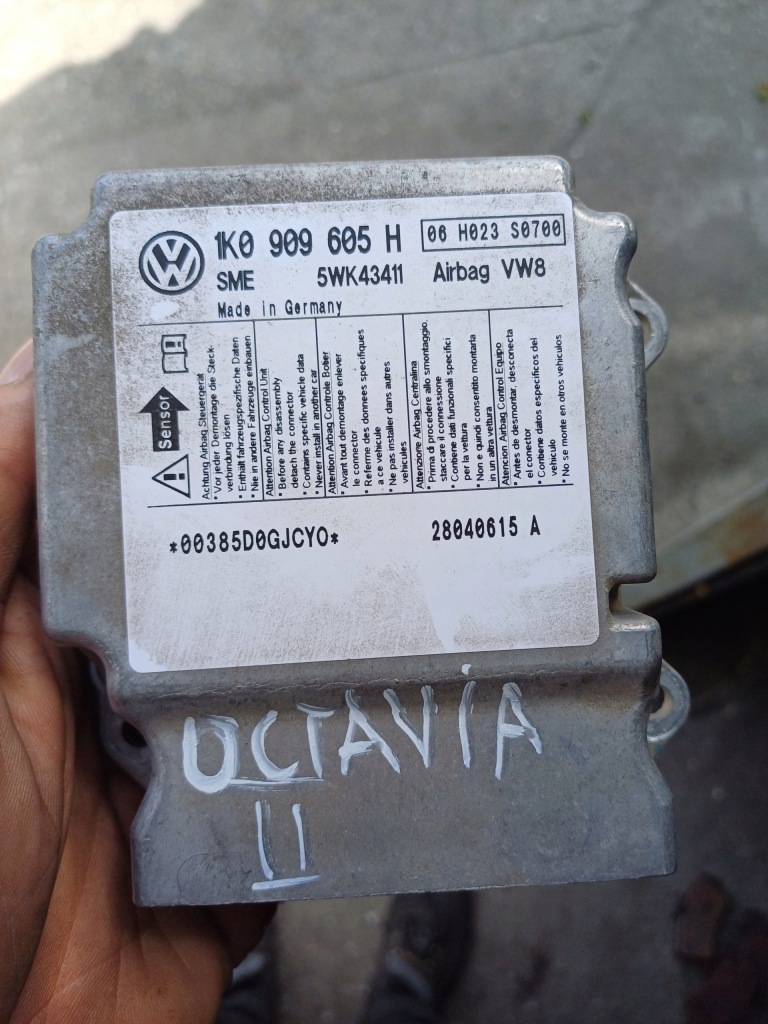 1K0 909 605 H
06 H023 S0700
SME 5WK43411 Airbag VW8
Made in Germany
Sensor
Achtung Airbag Steuergerät
• Vor jeder Demontage die Steck-
verbindung lösen
• Enthält fahrzeugspezifische Daten
• Nie in andere Fahrzeuge einbauen
Attention Airbag Control Unit
• Before any disassembly
detach the connector
• Contains specific vehicle data
• Never install in another car
Attention Airbag Controle Boîier
• Avant tout demontage enlever
le connector
• Referme des donnees specifiques
a ce vehicule
• Ne pas installer dans autres
vehicules
Attenzione Airbag Centralina
• Prima di procedere allo smontaggio,
staccare il connessione
• Contiene dati funzionali specifici
per la vettura
• Non e quindi consentito montarla
in un altra vettura
Atencion Airbag Control Equipo
• Antes de desmontar, desconecta
el conector
• Contiene datos especificos del
vehiculo
• No se monte en otros vehiculos
*00385D0GJCYO* 28040615 A
OCTAVIA
II